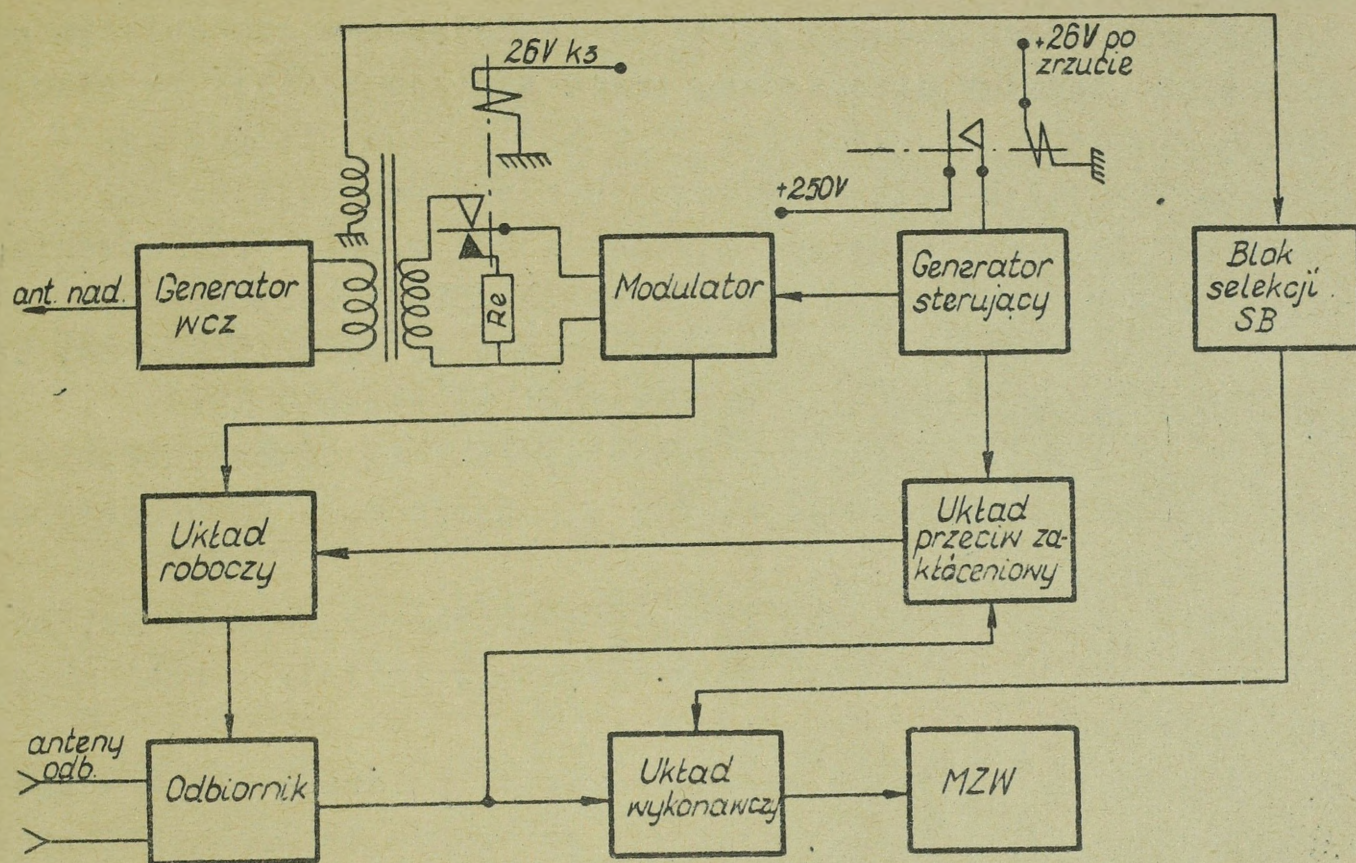 26V kз
+26V po
zrzucie
+250V
ant. nad.
Generator
wcz
Re
Modulator
Generator
sterujący
Blok
selekcji
SB
Układ
roboczy
Układ
przeciw za-
kłóceniowy
anteny
odb.
Odbiornik
Układ
wykonawczy
MZW